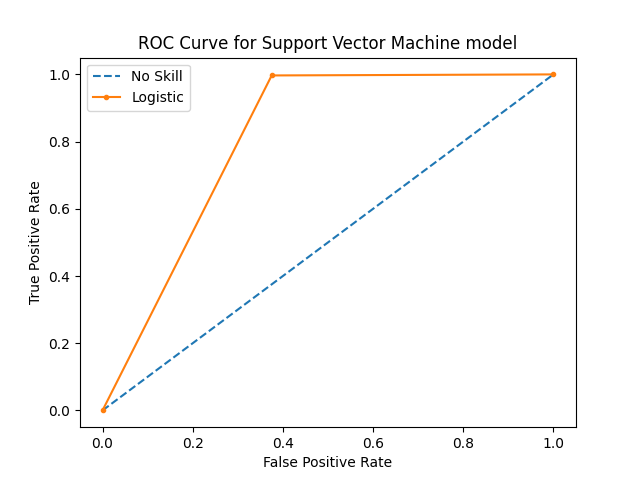 ROC Curve for Support Vector Machine model
No Skill
Logistic
1.0
0.8
0.6
0.4
0.2
0.0
True Positive Rate
0.0 0.2 0.4 0.6 0.8 1.0
False Positive Rate